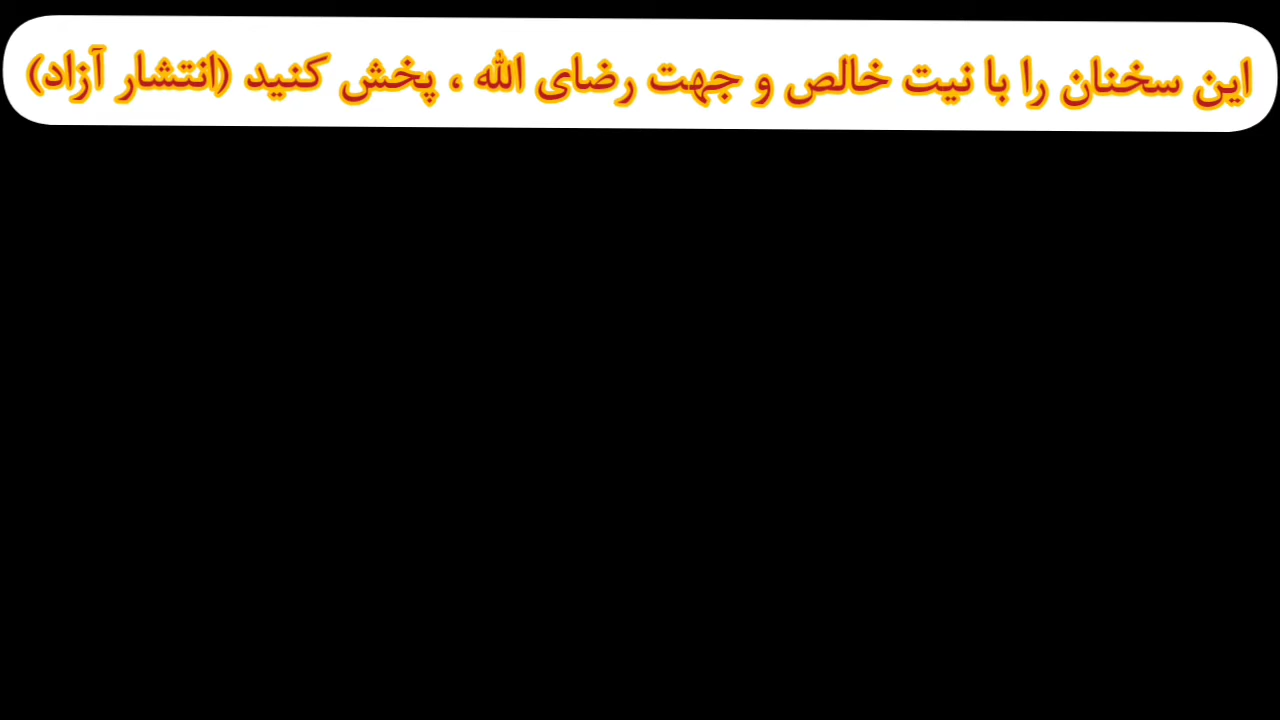 این سخنان را با نیت خالص و جهت رضای الله ، پخش کنید (انتشار آزاد)